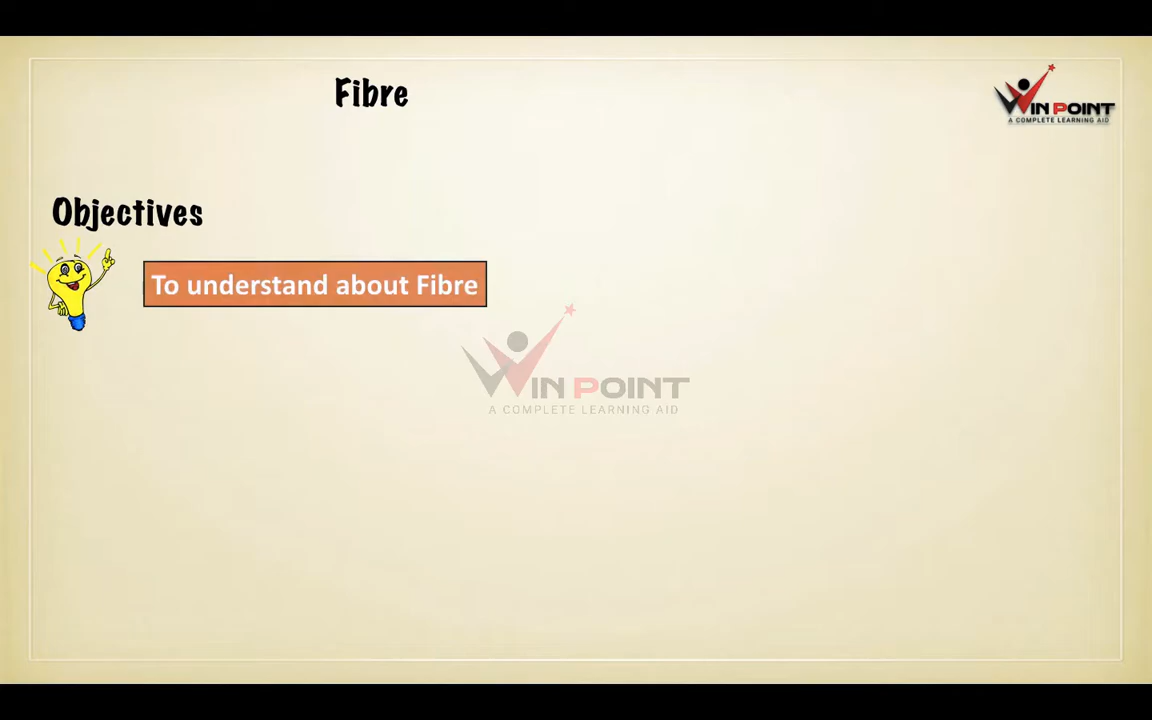 Fibre
WIN POINT
A COMPLETE LEARNING AID
Objectives
To understand about Fibre
WIN POINT
A COMPLETE LEARNING AID